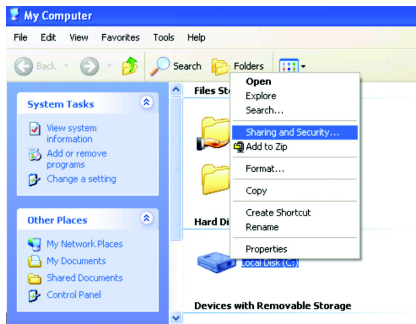 My Computer
File Edit View Favorites Tools Help
Back Search Folders
System Tasks
View system
information
Add or remove
programs
Change a setting
Other Places
My Network Places
My Documents
Shared Documents
Control Panel
Files St
Open
Explore
Search...
Sharing and Security...
Add to Zip
Format...
Copy
Create Shortcut
Rename
Properties
Hard Di
Local Disk (C:)
Devices with Removable Storage